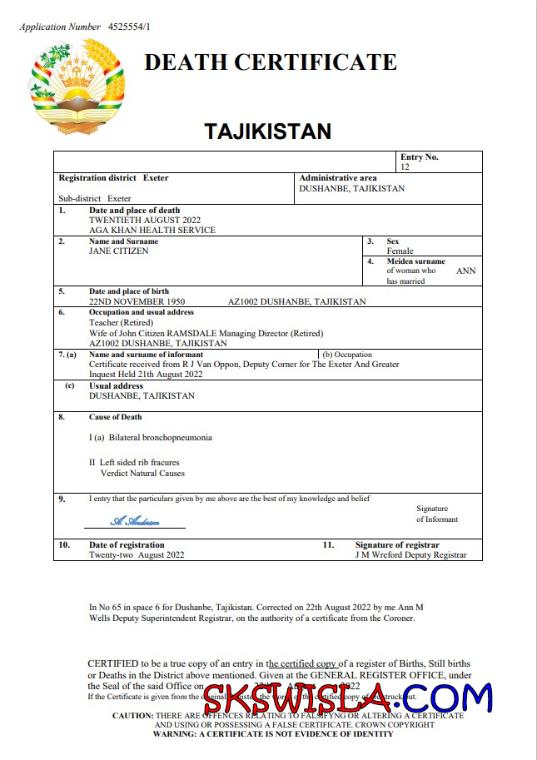 Application Number 4525554/1
DEATH CERTIFICATE
TAJIKISTAN
Entry No.
12
Registration district Exeter
Administrative area
DUSHANBE, TAJIKISTAN
Sub-district Exeter
1. Date and place of death
TWENTIETH AUGUST 2022
AGA KHAN HEALTH SERVICE
2. Name and Surname
JANE CITIZEN
3. Sex
Female
4. Meiden surname
of woman who ANN
has married
5. Date and place of birth
22ND NOVEMBER 1950 AZ1002 DUSHANBE, TAJIKISTAN
6. Occupation and usual address
Teacher (Retired)
Wife of John Citizen RAMSDALE Managing Director (Retired)
AZ1002 DUSHANBE, TAJIKISTAN
7. (a) Name and surname of informant (b) Occupation
Certificate received from R J Van Oppon, Deputy Corner for The Exeter And Greater
Inquest Held 21th August 2022
(c) Usual address
DUSHANBE, TAJIKISTAN
8. Cause of Death
I (a) Bilateral bronchopneumonia
II Left sided rib fracures
Verdict Natural Causes
9. I entry that the particulars given by me above are the best of my knowledge and belief
A. Anderson
Signature
of Informant
10. Date of registration
Twenty-two August 2022
11. Signature of registrar
J M Wreford Deputy Registrar
In No 65 in space 6 for Dushanbe, Tajikistan. Corrected on 22th August 2022 by me Ann M
Wells Deputy Superintendent Registrar, on the authority of a certificate from the Coroner.
CERTIFIED to be a true copy of an entry in the certified copy of a register of Births, Still births
or Deaths in the District above mentioned. Given at the GENERAL REGISTER OFFICE, under
the Seal of the said Office on 2022
If the Certificate is given from the original the certified copy of struck out.
SKSWISLA.COM
CAUTION: THERE ARE OFFENCES RELATING TO FALSIFYNG OR ALTERING A CERTIFICATE
AND USING OR POSSESSING A FALSE CERTIFICATE. CROWN COPYRIGHT
WARNING: A CERTIFICATE IS NOT EVIDENCE OF IDENTITY